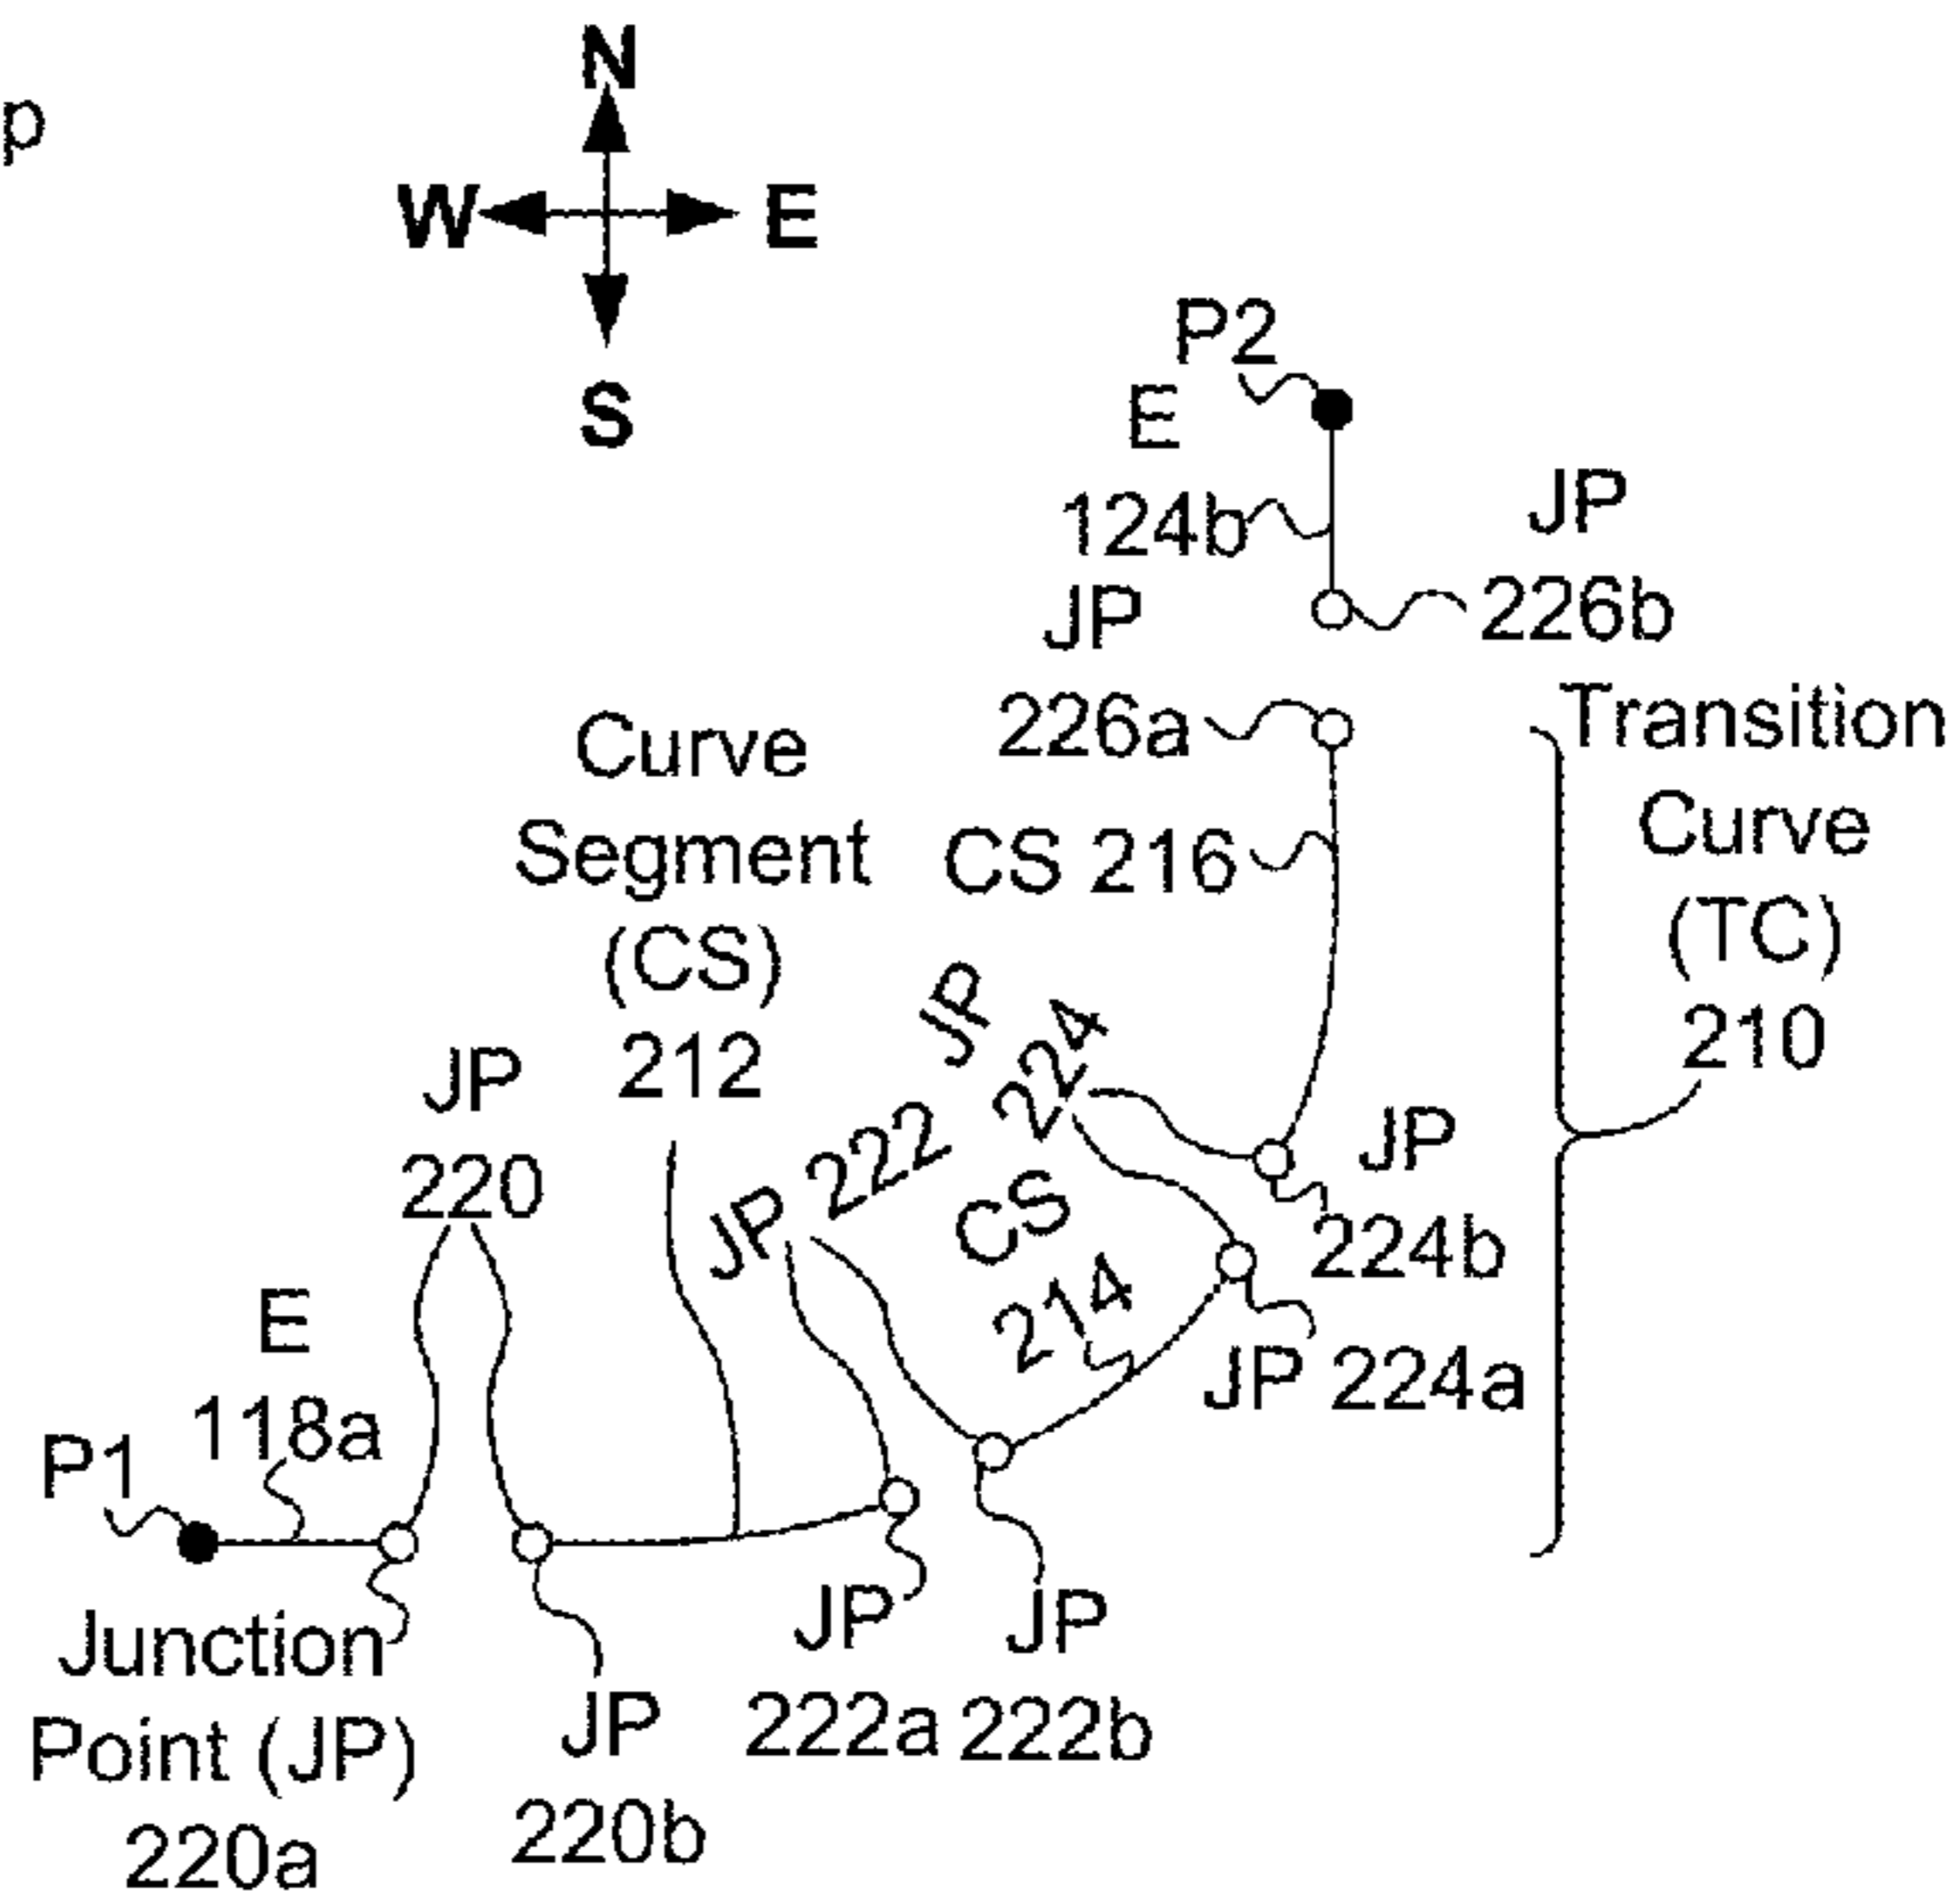 p
N
W E
S
P2
E
124b
JP
226b
JP
226a
Transition
Curve
(TC)
210
Curve
Segment
(CS)
212
CS 216
JP
224
JP 222
CS
214
JP
224b
JP 224a
JP
220
E
118a
P1
Junction
Point (JP)
220a
JP
220b
JP
222a
JP
222b